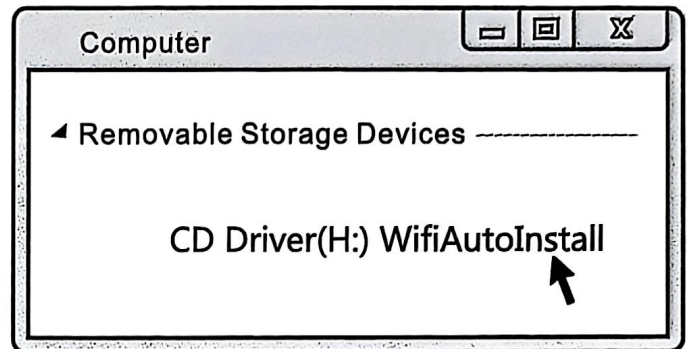 Computer
Removable Storage Devices
CD Driver(H:) WifiAutoInstall